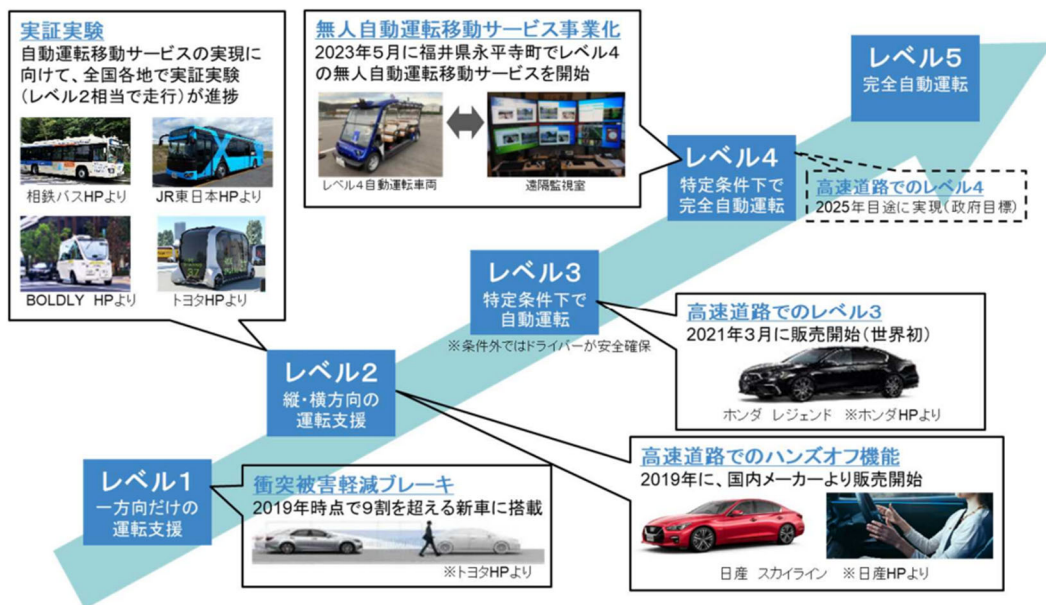 実証実験
自動運転移動サービスの実現に
向けて、全国各地で実証実験
(レベル2相当で走行)が進捗
相鉄バスHPより
JR東日本HPより
BOLDLY HPより
トヨタHPより
無人自動運転移動サービス事業化
2023年5月に福井県永平寺町でレベル4
の無人自動運転移動サービスを開始
レベル4自動運転車両
遠隔監視室
レベル5
完全自動運転
レベル4
特定条件下で
完全自動運転
高速道路でのレベル4
2025年目途に実現(政府目標)
レベル3
特定条件下で
自動運転
※条件外ではドライバーが安全確保
高速道路でのレベル3
2021年3月に販売開始(世界初)
ホンダ レジェンド ※ホンダHPより
レベル2
縦・横方向の
運転支援
高速道路でのハンズオフ機能
2019年に、国内メーカーより販売開始
日産 スカイライン ※日産HPより
レベル1
一方向だけの
運転支援
衝突被害軽減ブレーキ
2019年時点で9割を超える新車に搭載
※トヨタHPより